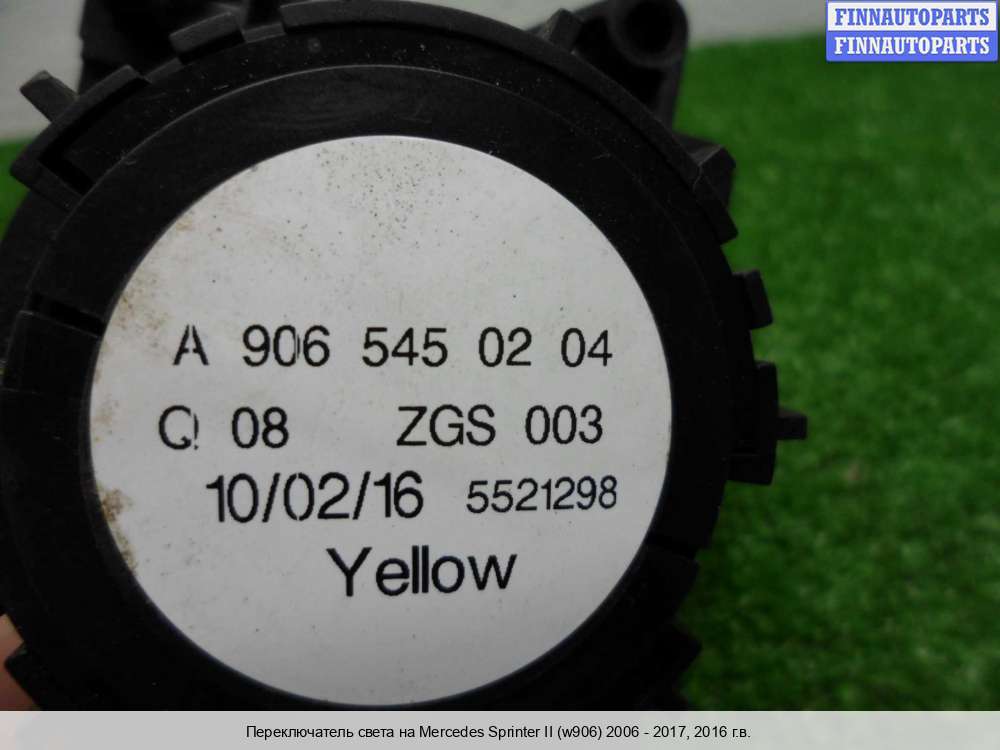 FINNAUTOPARTS
FINNAUTOPARTS
A 906 545 02 04
Q 08 ZGS 003
10/02/16 5521298
Yellow
Переключатель света на Mercedes Sprinter II (w906) 2006 - 2017, 2016 г.в.